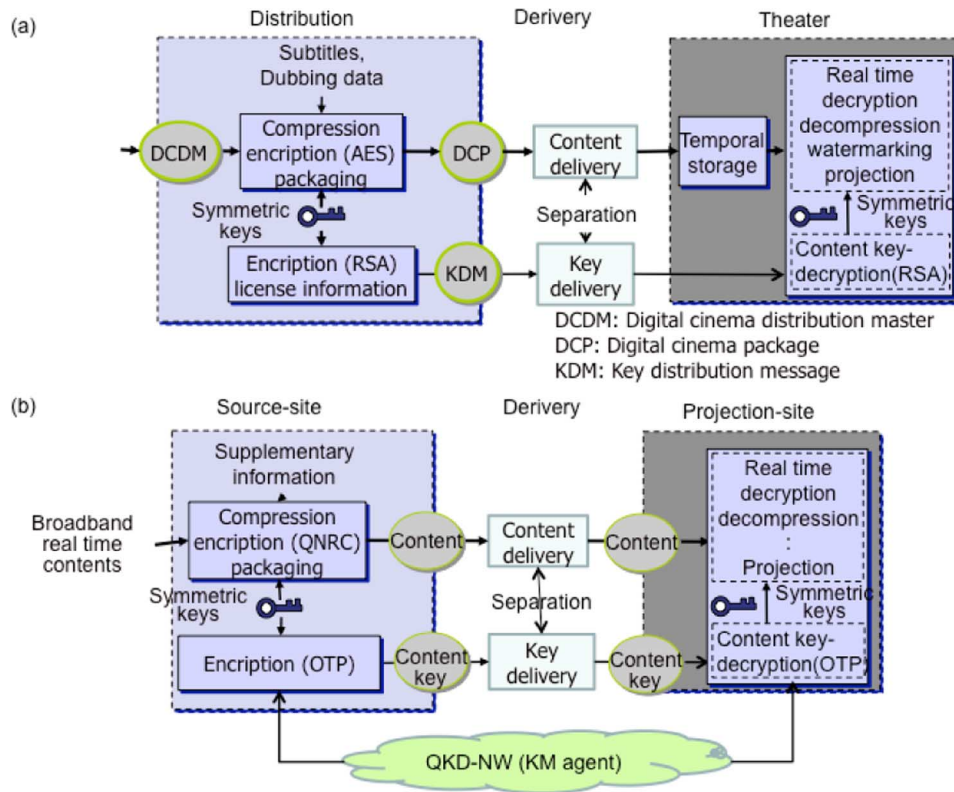 (a)
Distribution
Derivery
Theater
Subtitles,
Dubbing data
DCDM
Compression
encription (AES)
packaging
DCP
Content
delivery
Temporal
storage
Real time
decryption
decompression
watermarking
projection
Symmetric
keys
Separation
Symmetric
keys
Encription (RSA)
license information
KDM
Key
delivery
Content key-
decryption(RSA)
DCDM: Digital cinema distribution master
DCP: Digital cinema package
KDM: Key distribution message
(b)
Source-site
Derivery
Projection-site
Supplementary
information
Broadband
real time
contents
Compression
encription (QNRC)
packaging
Content
Content
delivery
Content
Real time
decryption
decompression
:
Projection
Symmetric
keys
Separation
Symmetric
keys
Encription (OTP)
Content
key
Key
delivery
Content
key
Content key-
decryption(OTP)
QKD-NW (KM agent)